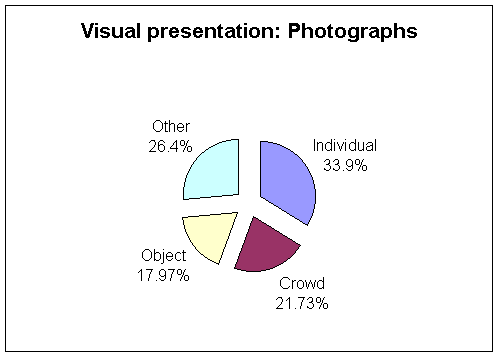 Visual presentation: Photographs
Other
26.4%
Individual
33.9%
Object
17.97%
Crowd
21.73%